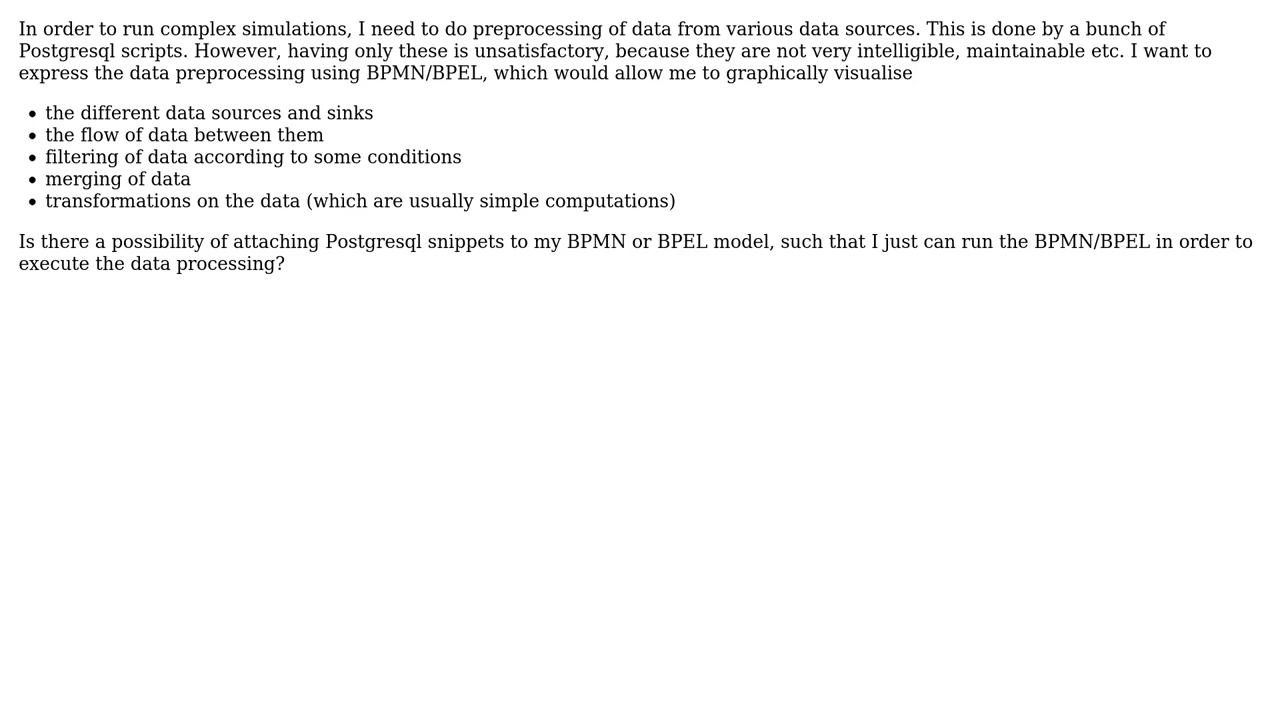 In order to run complex simulations, I need to do preprocessing of data from various data sources. This is done by a bunch of
Postgresql scripts. However, having only these is unsatisfactory, because they are not very intelligible, maintainable etc. I want to
express the data preprocessing using BPMN/BPEL, which would allow me to graphically visualise
• the different data sources and sinks
• the flow of data between them
• filtering of data according to some conditions
• merging of data
• transformations on the data (which are usually simple computations)
Is there a possibility of attaching Postgresql snippets to my BPMN or BPEL model, such that I just can run the BPMN/BPEL in order to
execute the data processing?